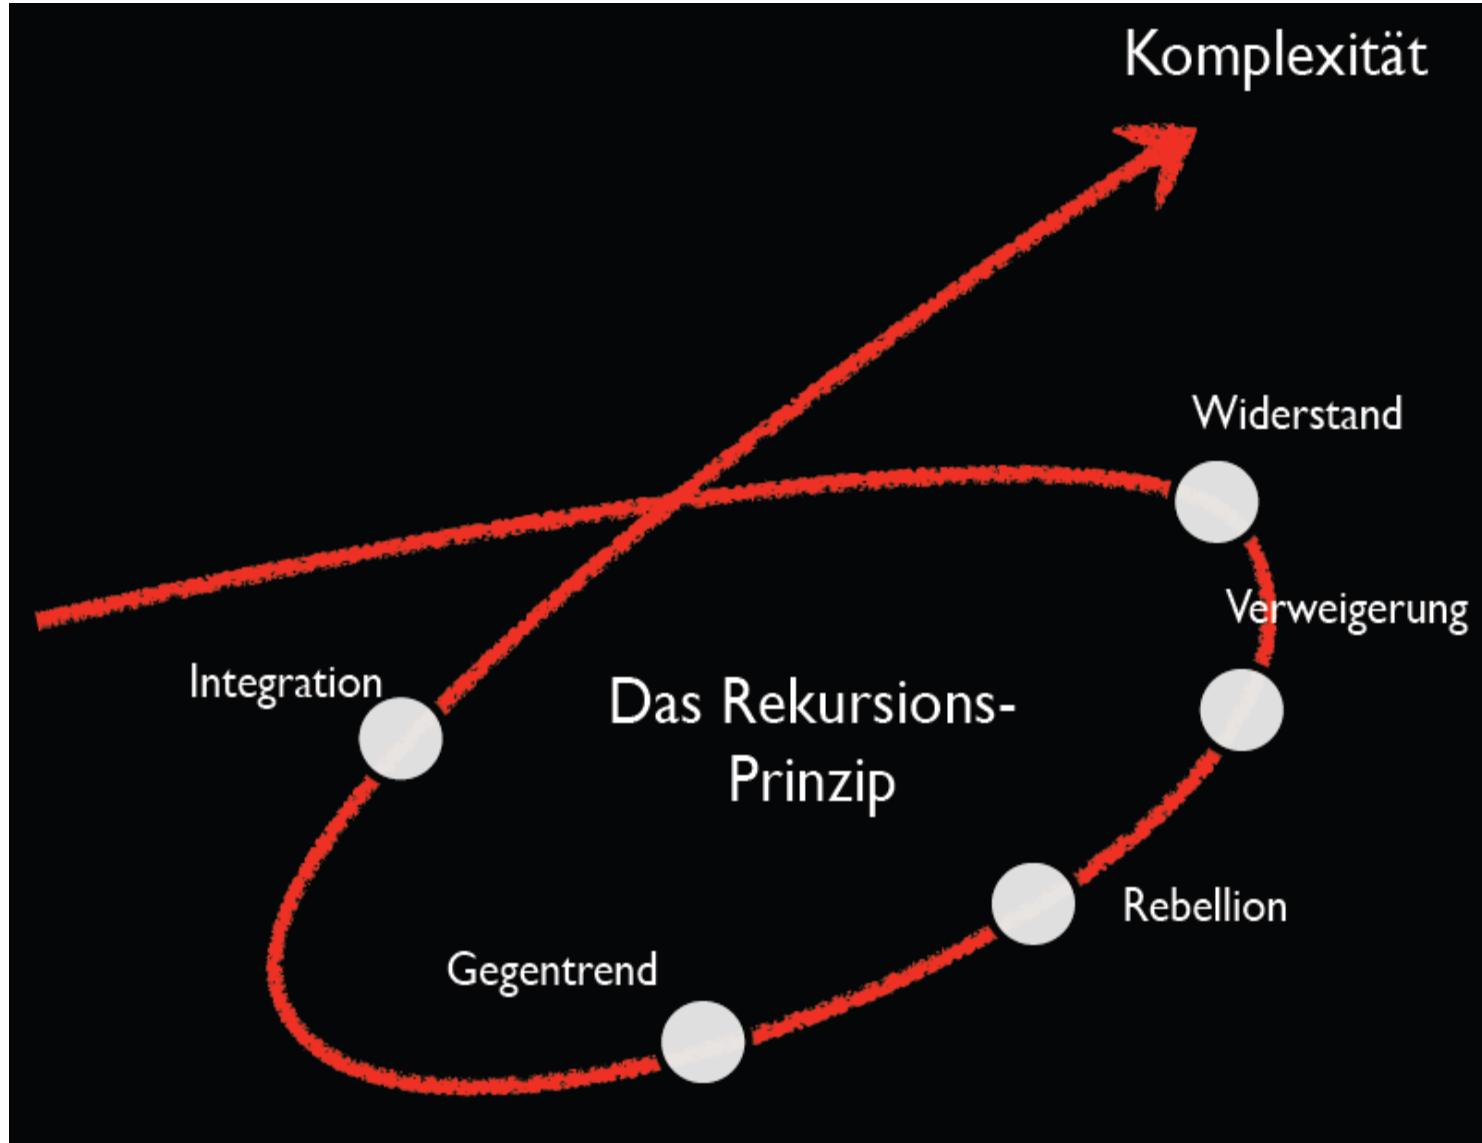 Komplexität
Widerstand
Verweigerung
Integration
Das Rekursions-
Prinzip
Rebellion
Gegentrend